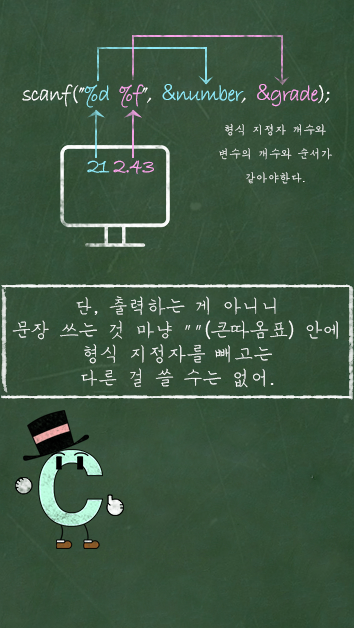 scanf("%d %f", &number, &grade);
형식 지정자 개수와
변수의 개수와 순서가
같아야한다.
21 2.43
단, 출력하는 게 아니니
문장 쓰는 것 마냥 ""(큰따옴표) 안에
형식 지정자를 빼고는
다른 걸 쓸 수는 없어.
C